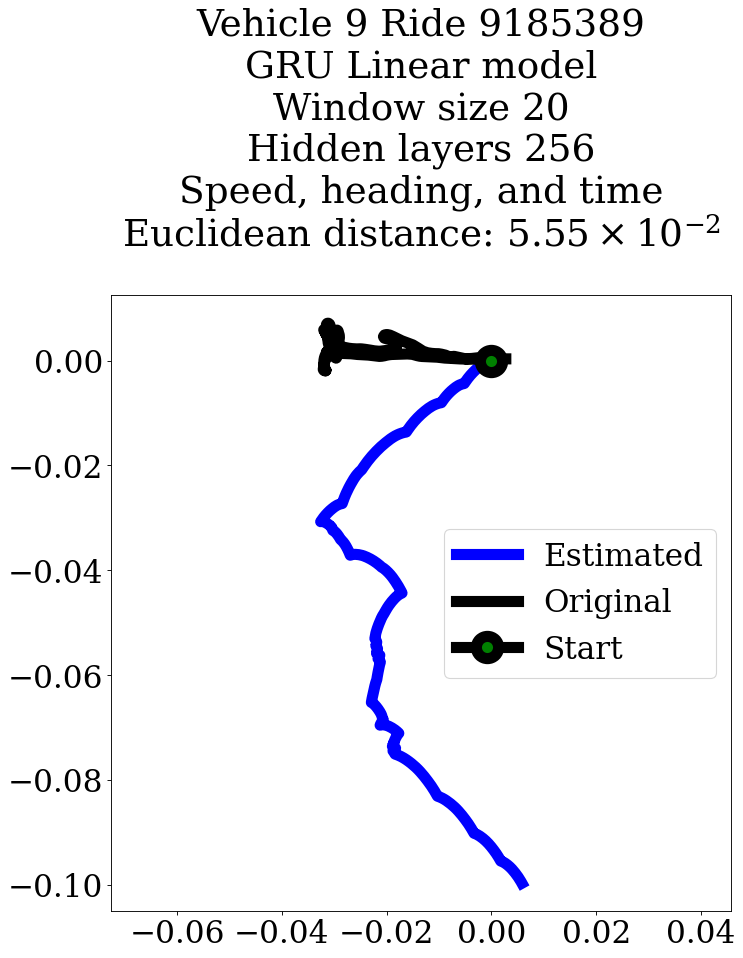 Vehicle 9 Ride 9185389
GRU Linear model
Window size 20
Hidden layers 256
Speed, heading, and time
Euclidean distance: 5.55 × 10⁻²
0.00
−0.02
−0.04
−0.06
−0.08
−0.10
Estimated
Original
Start
−0.06 −0.04 −0.02 0.00 0.02 0.04